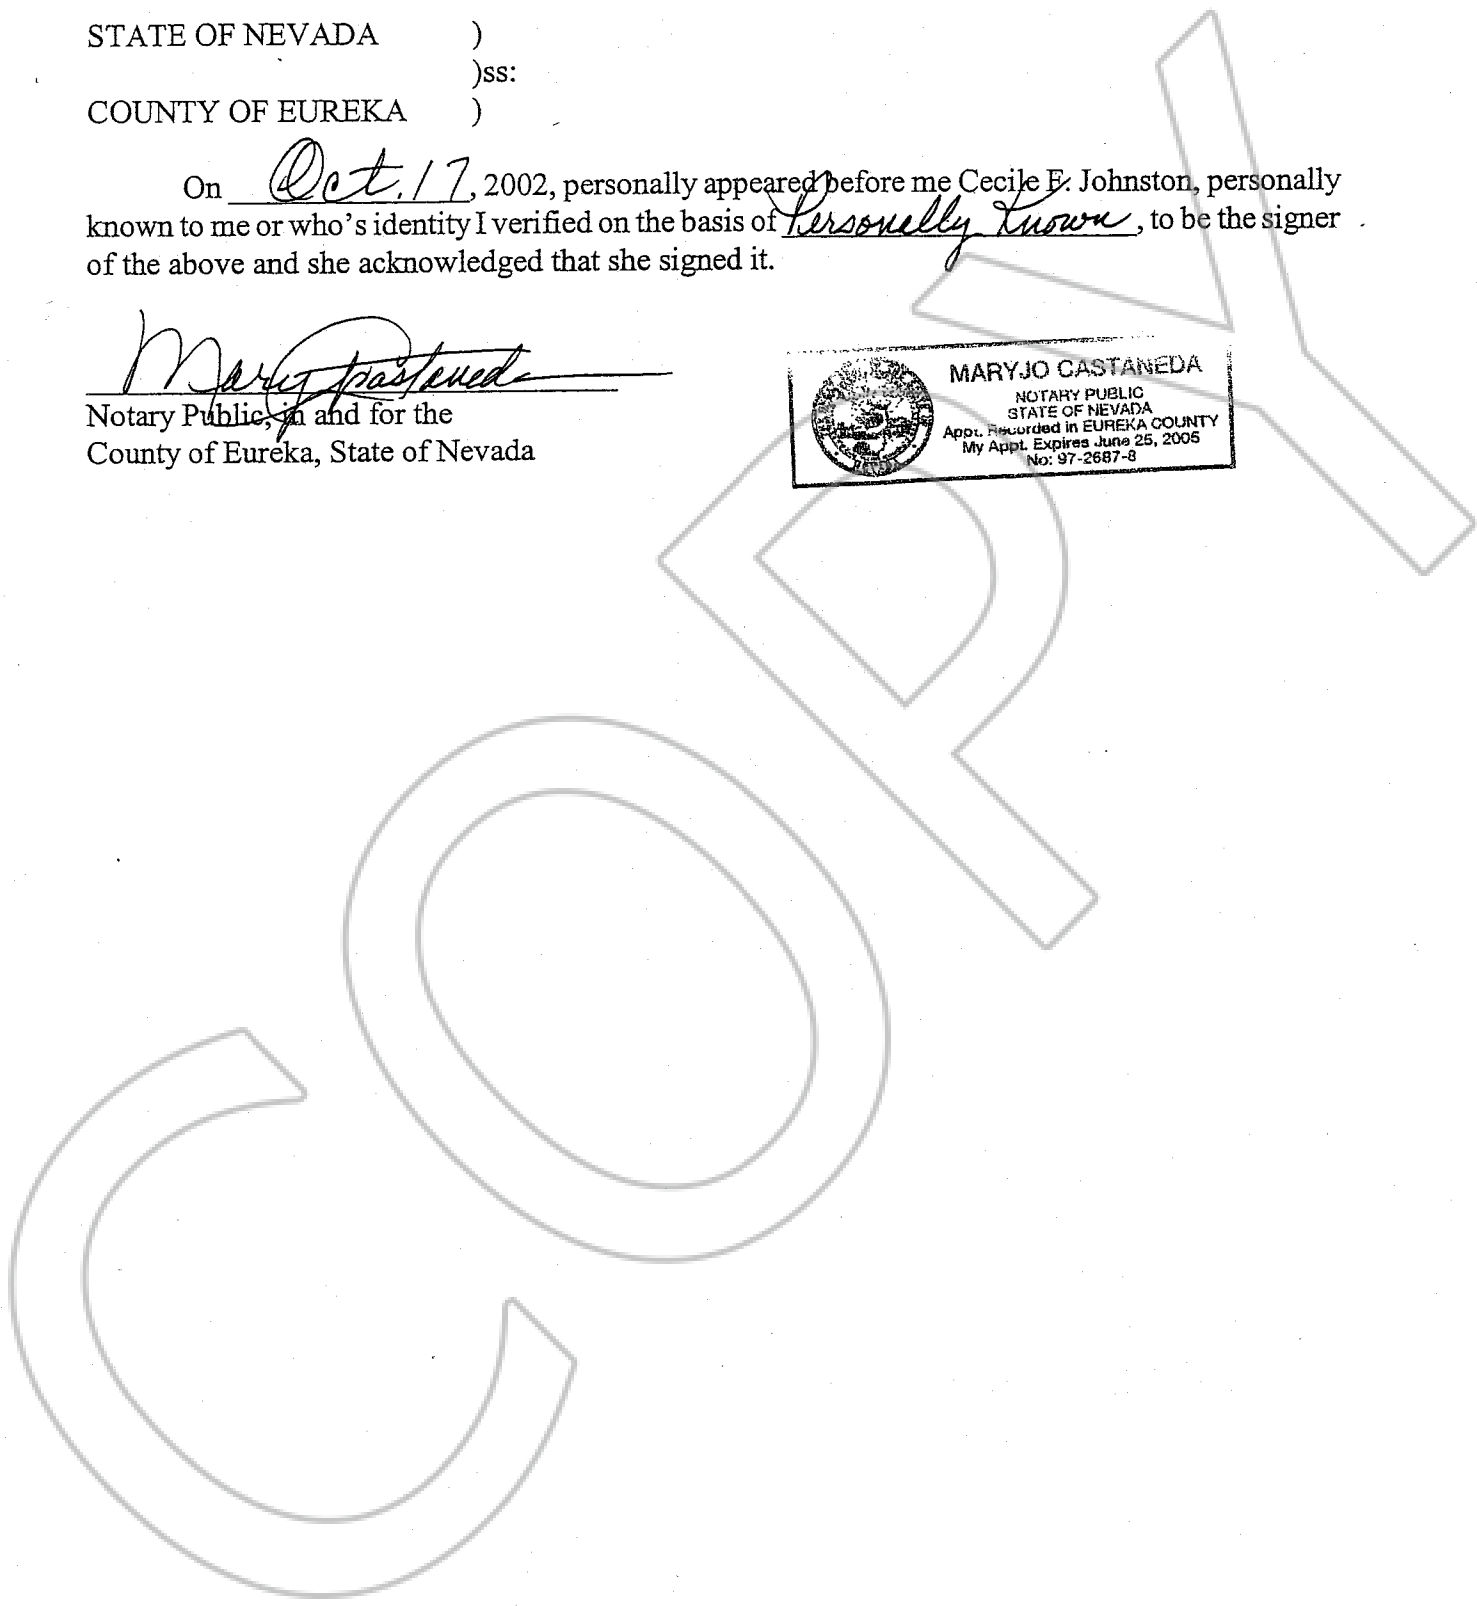 STATE OF NEVADA )
)ss:
COUNTY OF EUREKA )
On Oct. 17, 2002, personally appeared before me Cecile E. Johnston, personally
known to me or who's identity I verified on the basis of Personally Known, to be the signer
of the above and she acknowledged that she signed it.
Mary Jo Castaneda
Notary Public, in and for the
County of Eureka, State of Nevada
MARYJO CASTANEDA
NOTARY PUBLIC
STATE OF NEVADA
Appt. Recorded in EUREKA COUNTY
My Appt. Expires June 25, 2005
No: 97-2687-8
COPY